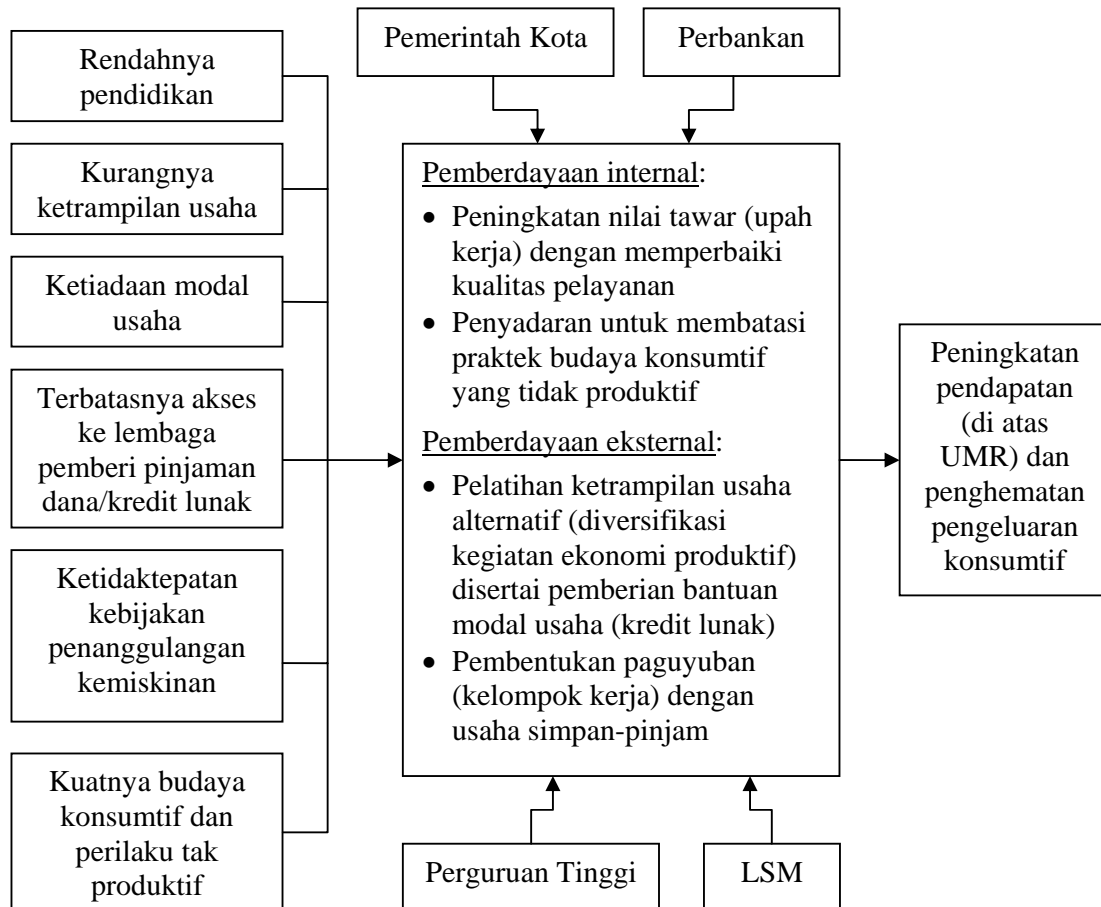 Rendahnya
pendidikan
Kurangnya
ketrampilan usaha
Ketiadaan modal
usaha
Terbatasnya akses
ke lembaga
pemberi pinjaman
dana/kredit lunak
Ketidaktepatan
kebijakan
penanggulangan
kemiskinan
Kuatnya budaya
konsumtif dan
perilaku tak
produktif
Pemerintah Kota
Perbankan
Pemberdayaan internal:
• Peningkatan nilai tawar (upah
kerja) dengan memperbaiki
kualitas pelayanan
• Penyadaran untuk membatasi
praktek budaya konsumtif
yang tidak produktif
Pemberdayaan eksternal:
• Pelatihan ketrampilan usaha
alternatif (diversifikasi
kegiatan ekonomi produktif)
disertai pemberian bantuan
modal usaha (kredit lunak)
• Pembentukan paguyuban
(kelompok kerja) dengan
usaha simpan-pinjam
Perguruan Tinggi
LSM
Peningkatan
pendapatan
(di atas
UMR) dan
penghematan
pengeluaran
konsumtif